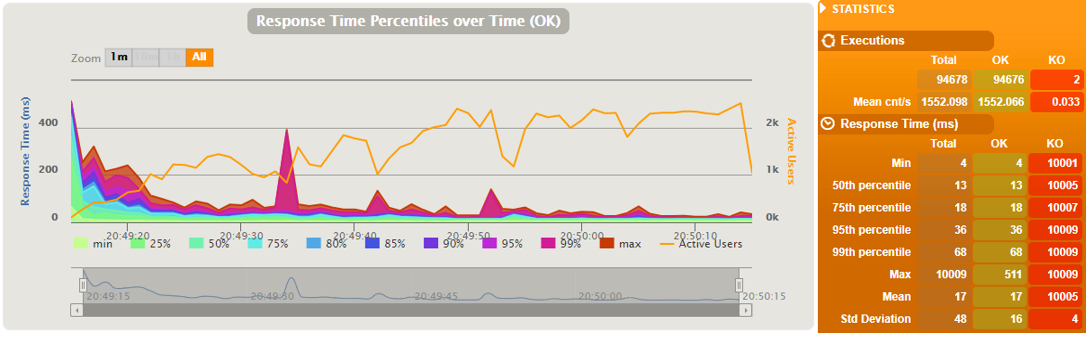 Response Time Percentiles over Time (OK)
Zoom 1m 10m 1h All
Response Time (ms)
400
200
0
2k
1k
0k
Active Users
20:49:20 20:49:30 20:49:40 20:49:50 20:50:00 20:50:10
min 25% 50% 75% 80% 85% 90% 95% 99% max Active Users
20:49:15 20:49:30 20:49:45 20:50:00 20:50:15
STATISTICS
Executions
Total OK KO
94678 94676 2
Mean cnt/s 1552.098 1552.066 0.033
Response Time (ms)
Total OK KO
Min 4 4 10001
50th percentile 13 13 10005
75th percentile 18 18 10007
95th percentile 36 36 10009
99th percentile 68 68 10009
Max 10009 511 10009
Mean 17 17 10005
Std Deviation 48 16 4